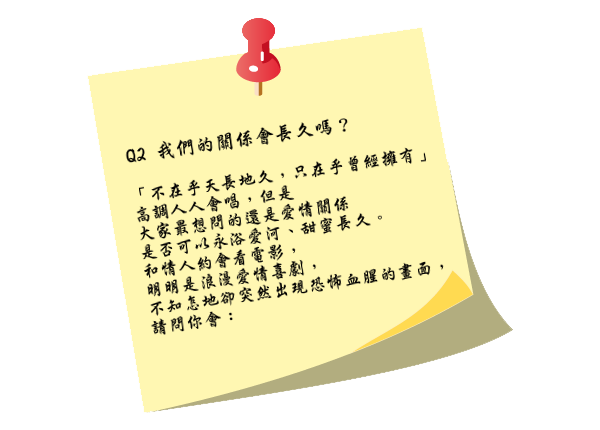 Q2 我們的關係會長久嗎？
「不在乎天長地久，只在乎曾經擁有」
高調人人會唱，但是
大家最想問的還是愛情關係
是否可以永浴愛河、甜蜜長久。
和情人約會看電影，
明明是浪漫愛情喜劇，
不知怎地卻突然出現恐怖血腥的畫面，
請問你會：